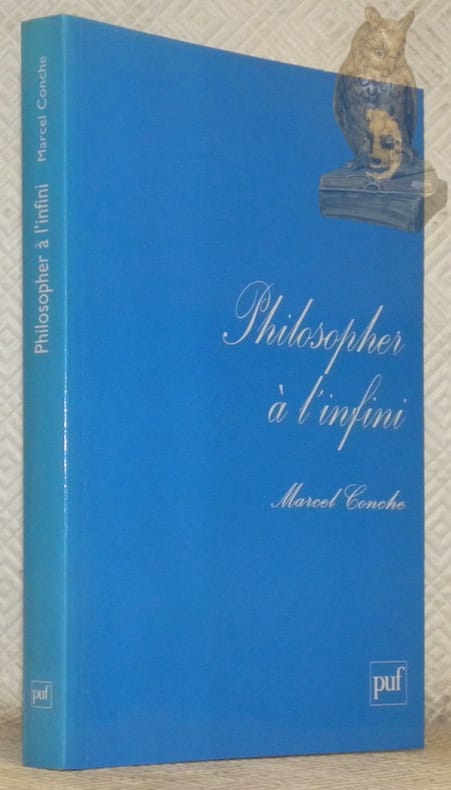 Philosopher à l'infini Marcel Conche
puf
Philosopher
à l'infini
Marcel Conche
puf